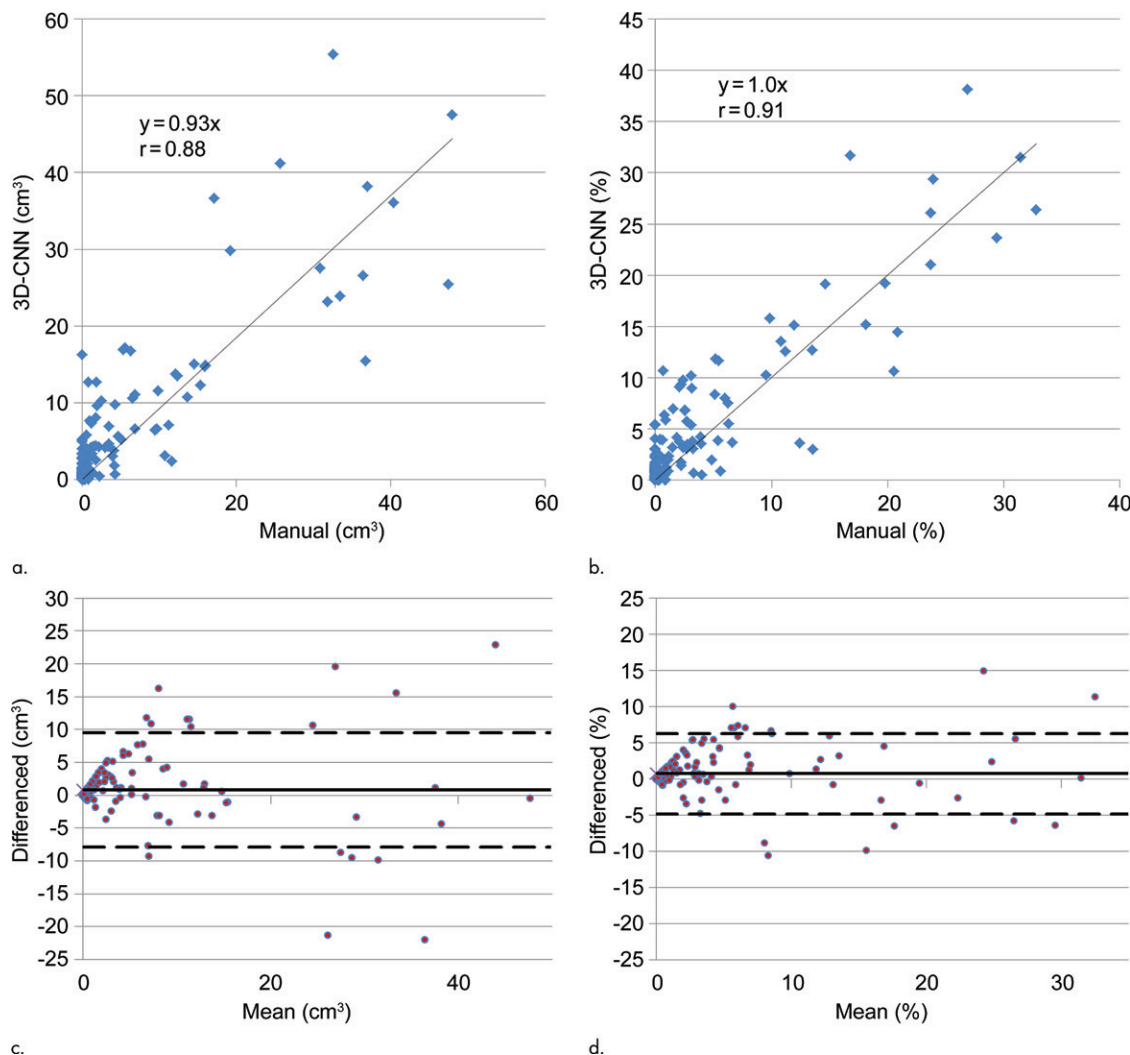 60
50
40
30
20
10
0
3D-CNN (cm³)
y = 0.93x
r = 0.88
0 20 40 60
Manual (cm³)
a.
45
40
35
30
25
20
15
10
5
0
3D-CNN (%)
y = 1.0x
r = 0.91
0 10 20 30 40
Manual (%)
b.
30
25
20
15
10
5
0
-5
-10
-15
-20
-25
Differenced (cm³)
0 20 40
Mean (cm³)
c.
25
20
15
10
5
0
-5
-10
-15
-20
-25
Differenced (%)
0 10 20 30
Mean (%)
d.